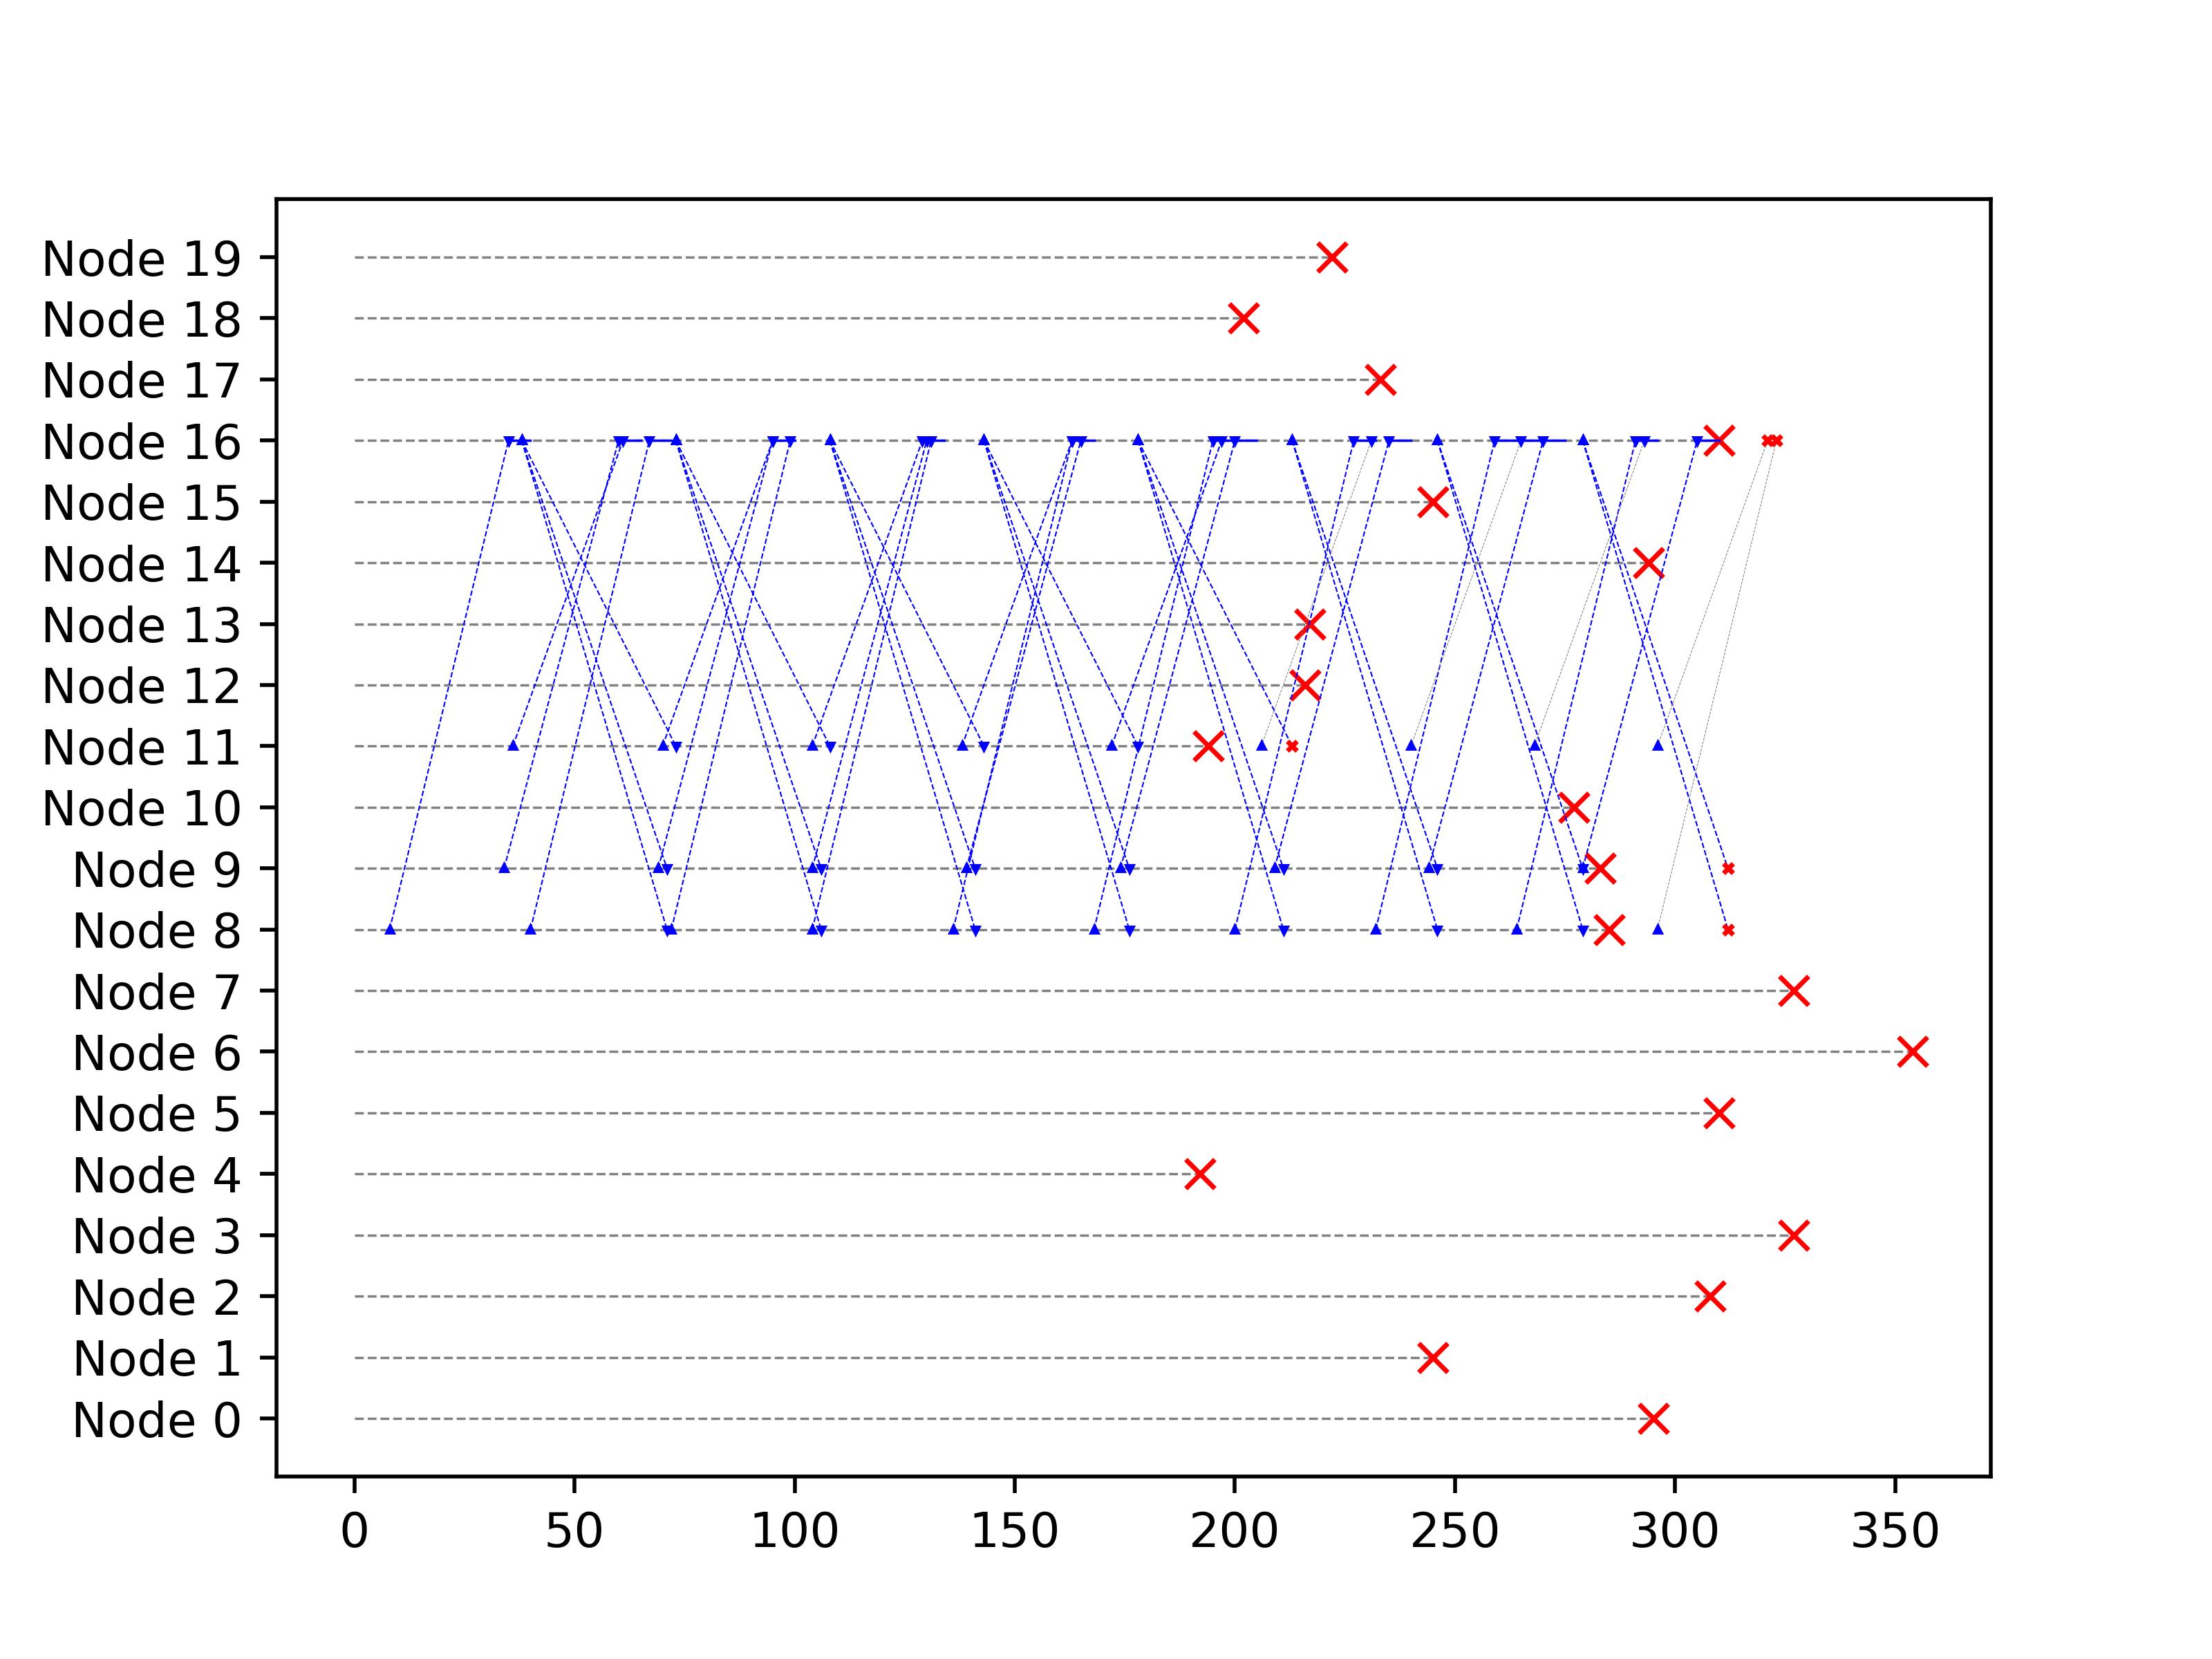 Node 19
Node 18
Node 17
Node 16
Node 15
Node 14
Node 13
Node 12
Node 11
Node 10
Node 9
Node 8
Node 7
Node 6
Node 5
Node 4
Node 3
Node 2
Node 1
Node 0
0 50 100 150 200 250 300 350